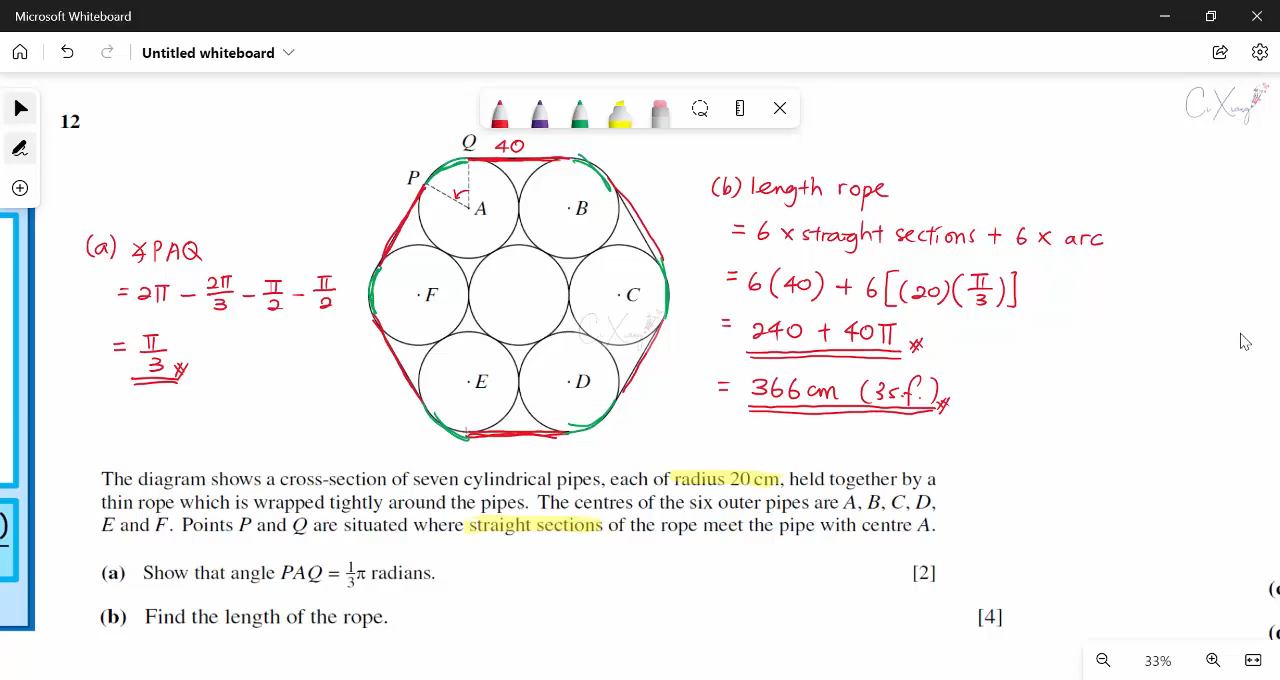 Microsoft Whiteboard
Untitled whiteboard
Ci Xiang
12
Q 40
P
A
B
F
C
E
D
Ci Xiang
(a) ∡PAQ
= 2π - 2π/3 - π/2 - π/2
= π/3 *
(b) length rope
= 6 × straight sections + 6 × arc
= 6(40) + 6[(20)(π/3)]
= 240 + 40π *
= 366 cm (3s.f.) *
The diagram shows a cross-section of seven cylindrical pipes, each of radius 20 cm, held together by a
thin rope which is wrapped tightly around the pipes. The centres of the six outer pipes are A, B, C, D,
E and F. Points P and Q are situated where straight sections of the rope meet the pipe with centre A.
(a) Show that angle PAQ = 1/3 π radians. [2]
(b) Find the length of the rope. [4]
)
(
(
33%